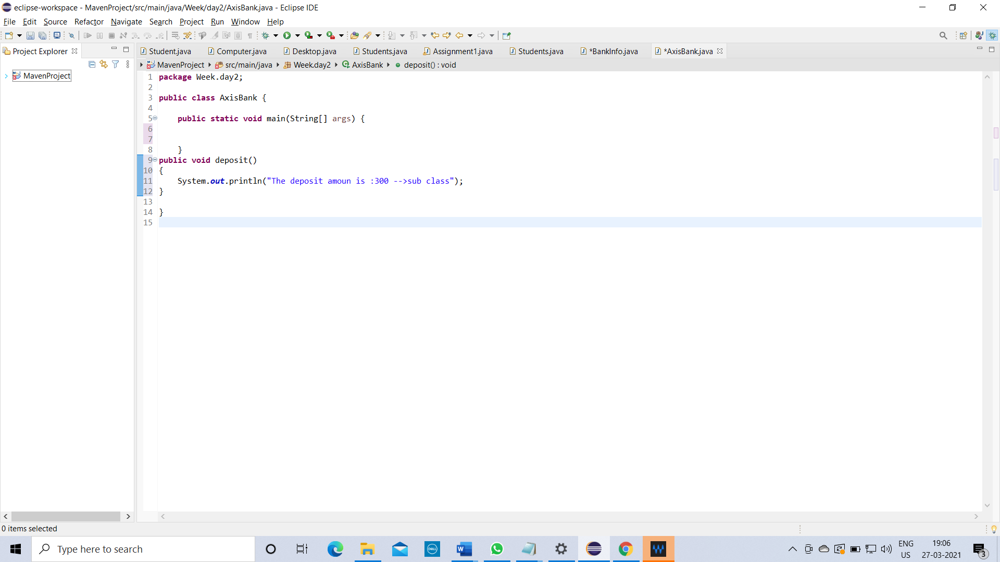 eclipse-workspace - MavenProject/src/main/java/Week/day2/AxisBank.java - Eclipse IDE
File Edit Source Refactor Navigate Search Project Run Window Help
Project Explorer
Student.java Computer.java Desktop.java Students.java Assignment1.java Students.java *BankInfo.java *AxisBank.java
MavenProject src/main/java Week.day2 AxisBank deposit() : void
MavenProject
1 package Week.day2;
2
3 public class AxisBank {
4
5 public static void main(String[] args) {
6
7
8 }
9 public void deposit()
10 {
11 System.out.println("The deposit amoun is :300 -->sub class");
12 }
13
14 }
15
0 items selected
Type here to search
DELL
W
ENG
US
19:06
27-03-2021
3